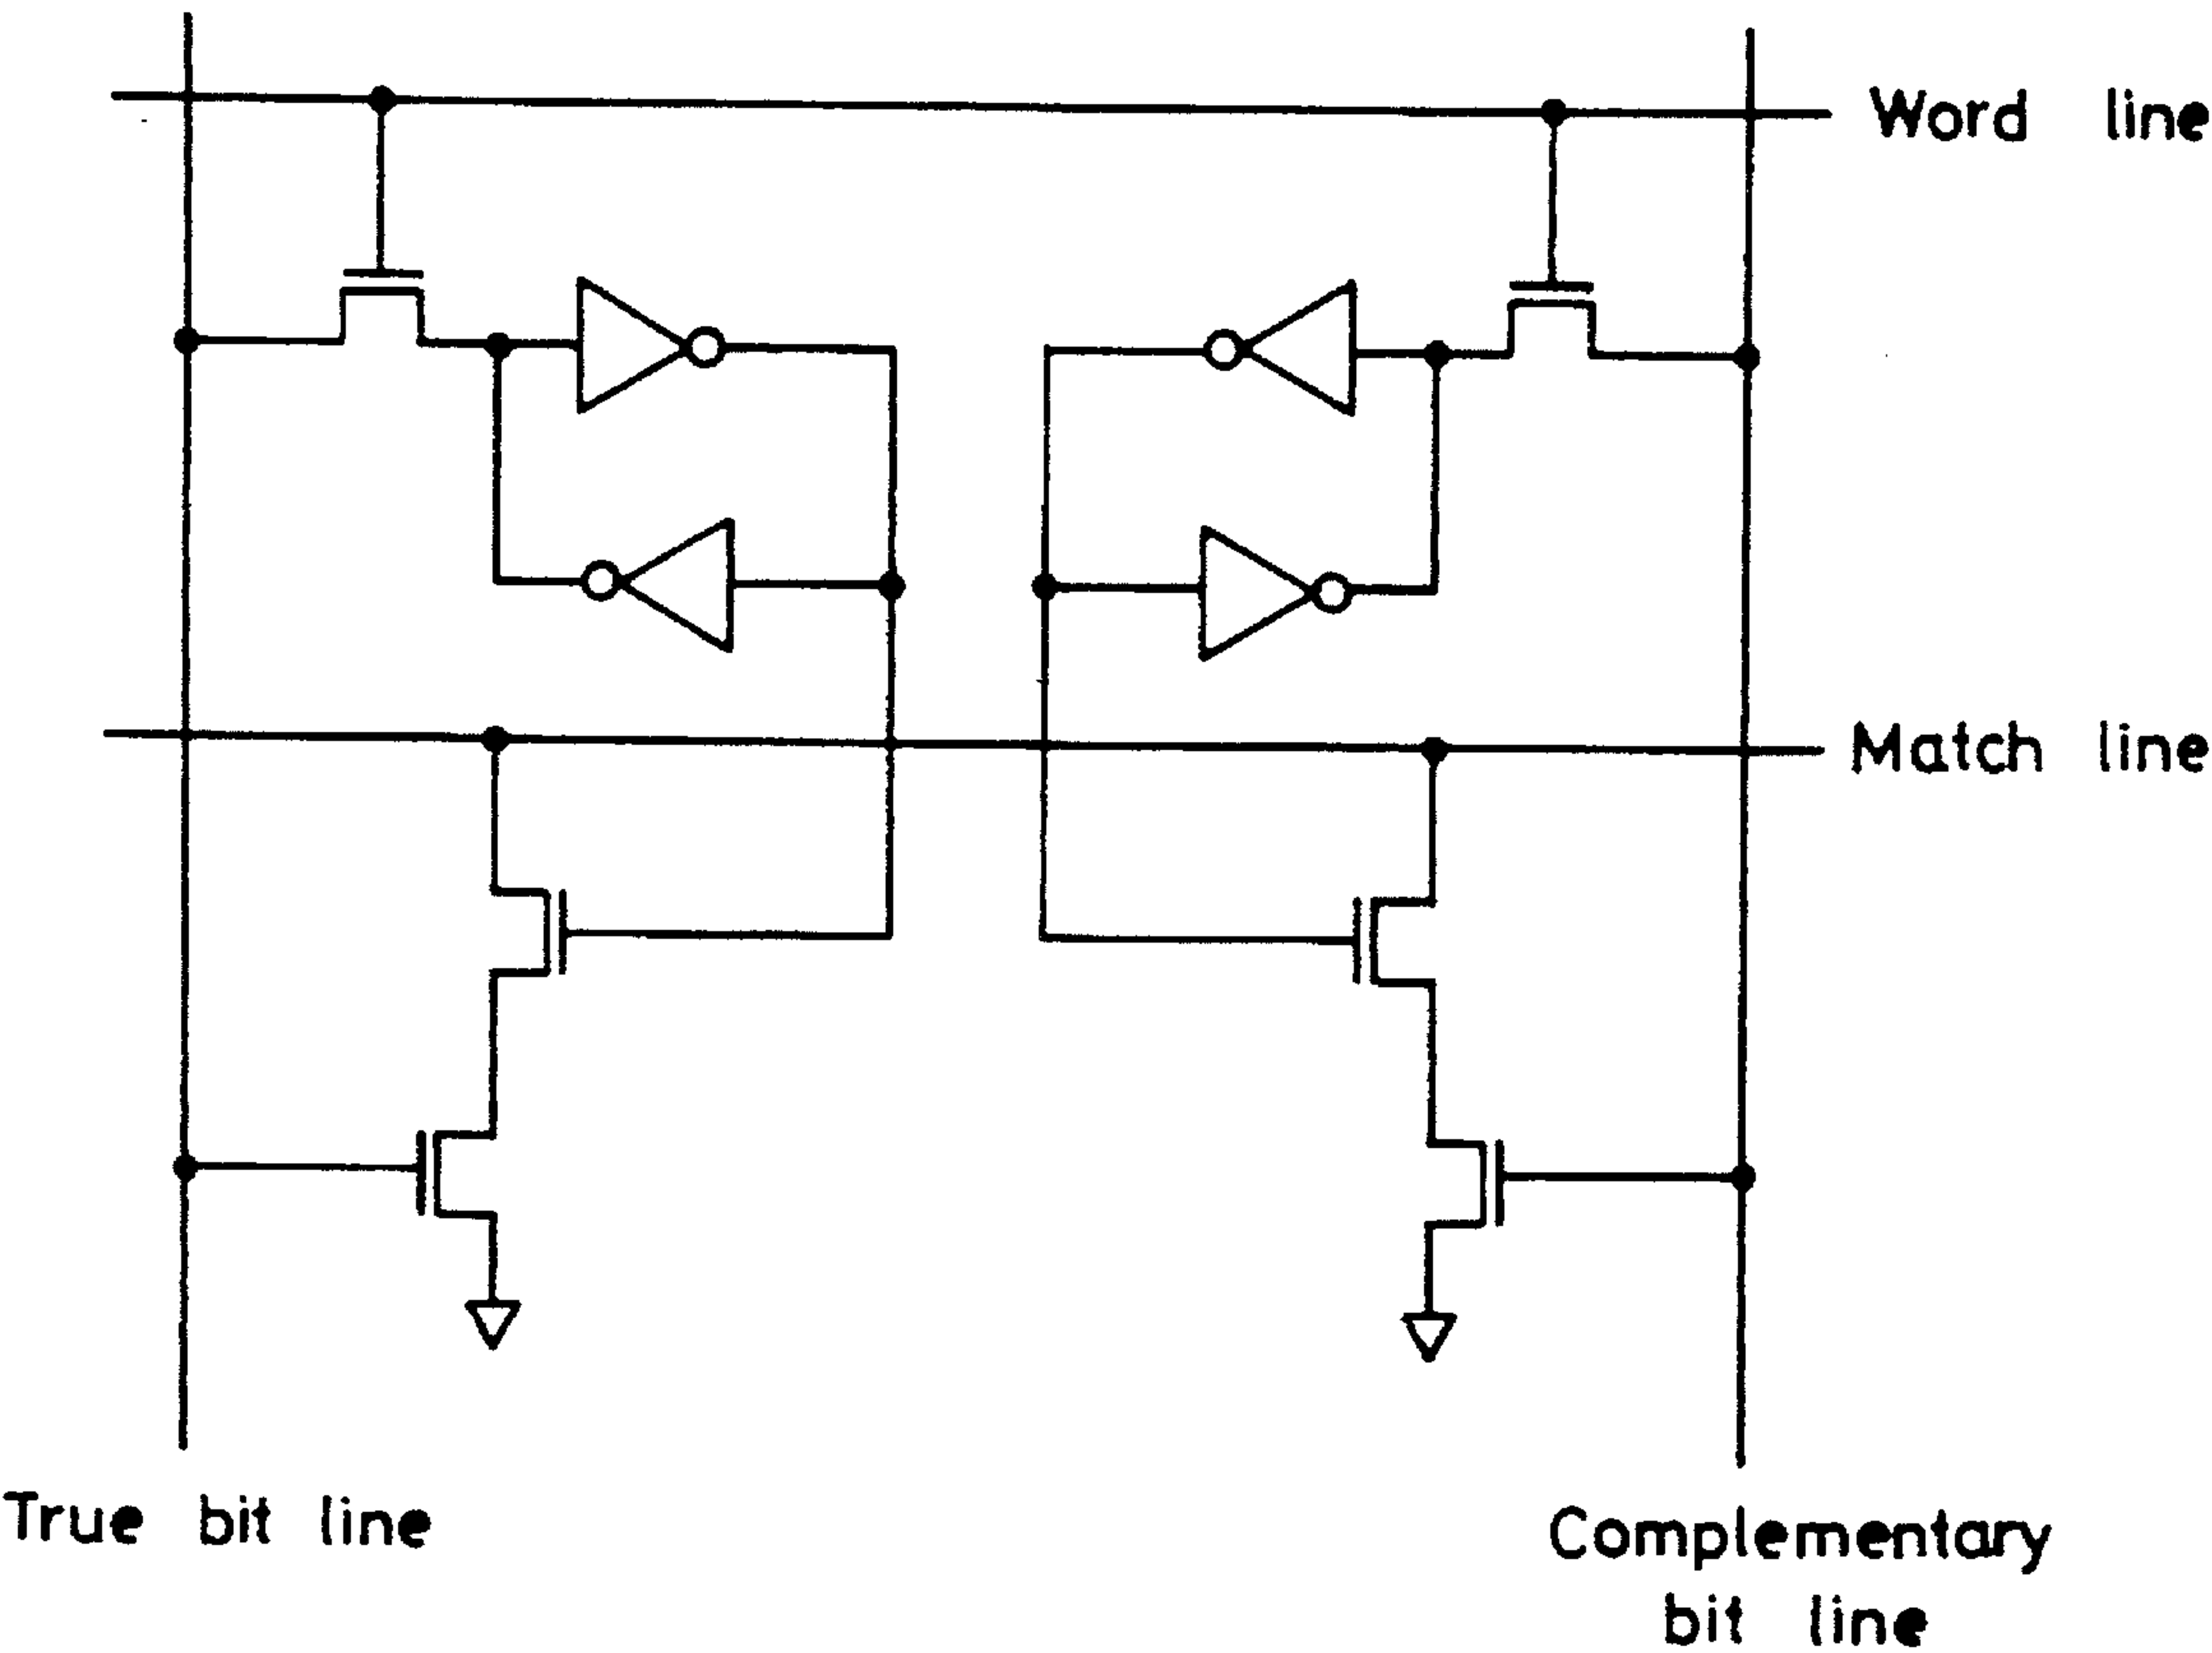 Word line
Match line
True bit line
Complementary
bit line